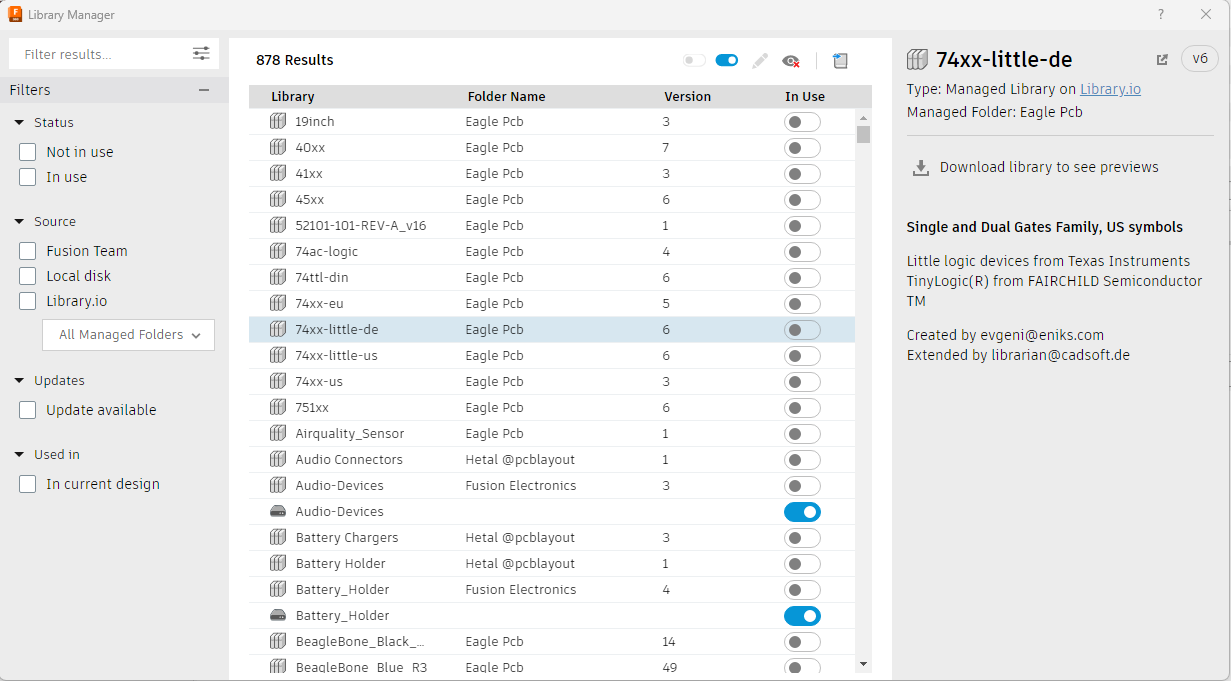 Library Manager
?
Filter results...
878 Results
Filters
Status
Not in use
In use
Source
Fusion Team
Local disk
Library.io
All Managed Folders
Updates
Update available
Used in
In current design
Library Folder Name Version In Use
19inch Eagle Pcb 3
40xx Eagle Pcb 7
41xx Eagle Pcb 3
45xx Eagle Pcb 6
52101-101-REV-A_v16 Eagle Pcb 1
74ac-logic Eagle Pcb 4
74ttl-din Eagle Pcb 6
74xx-eu Eagle Pcb 5
74xx-little-de Eagle Pcb 6
74xx-little-us Eagle Pcb 6
74xx-us Eagle Pcb 3
751xx Eagle Pcb 6
Airquality_Sensor Eagle Pcb 1
Audio Connectors Hetal @pcblayout 1
Audio-Devices Fusion Electronics 3
Audio-Devices
Battery Chargers Hetal @pcblayout 3
Battery Holder Hetal @pcblayout 1
Battery_Holder Fusion Electronics 4
Battery_Holder
BeagleBone_Black_... Eagle Pcb 14
BeagleBone_Blue_R3 Eagle Pcb 49
74xx-little-de
v6
Type: Managed Library on Library.io
Managed Folder: Eagle Pcb
Download library to see previews
Single and Dual Gates Family, US symbols
Little logic devices from Texas Instruments
TinyLogic(R) from FAIRCHILD Semiconductor
TM
Created by evgeni@eniks.com
Extended by librarian@cadsoft.de